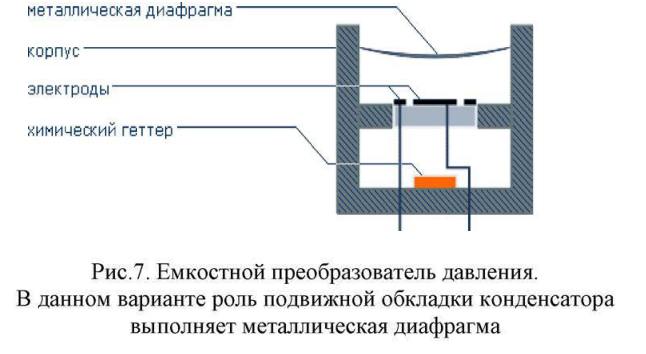 металлическая диафрагма
корпус
электроды
химический геттер
Рис.7. Емкостной преобразователь давления.
В данном варианте роль подвижной обкладки конденсатора
выполняет металлическая диафрагма